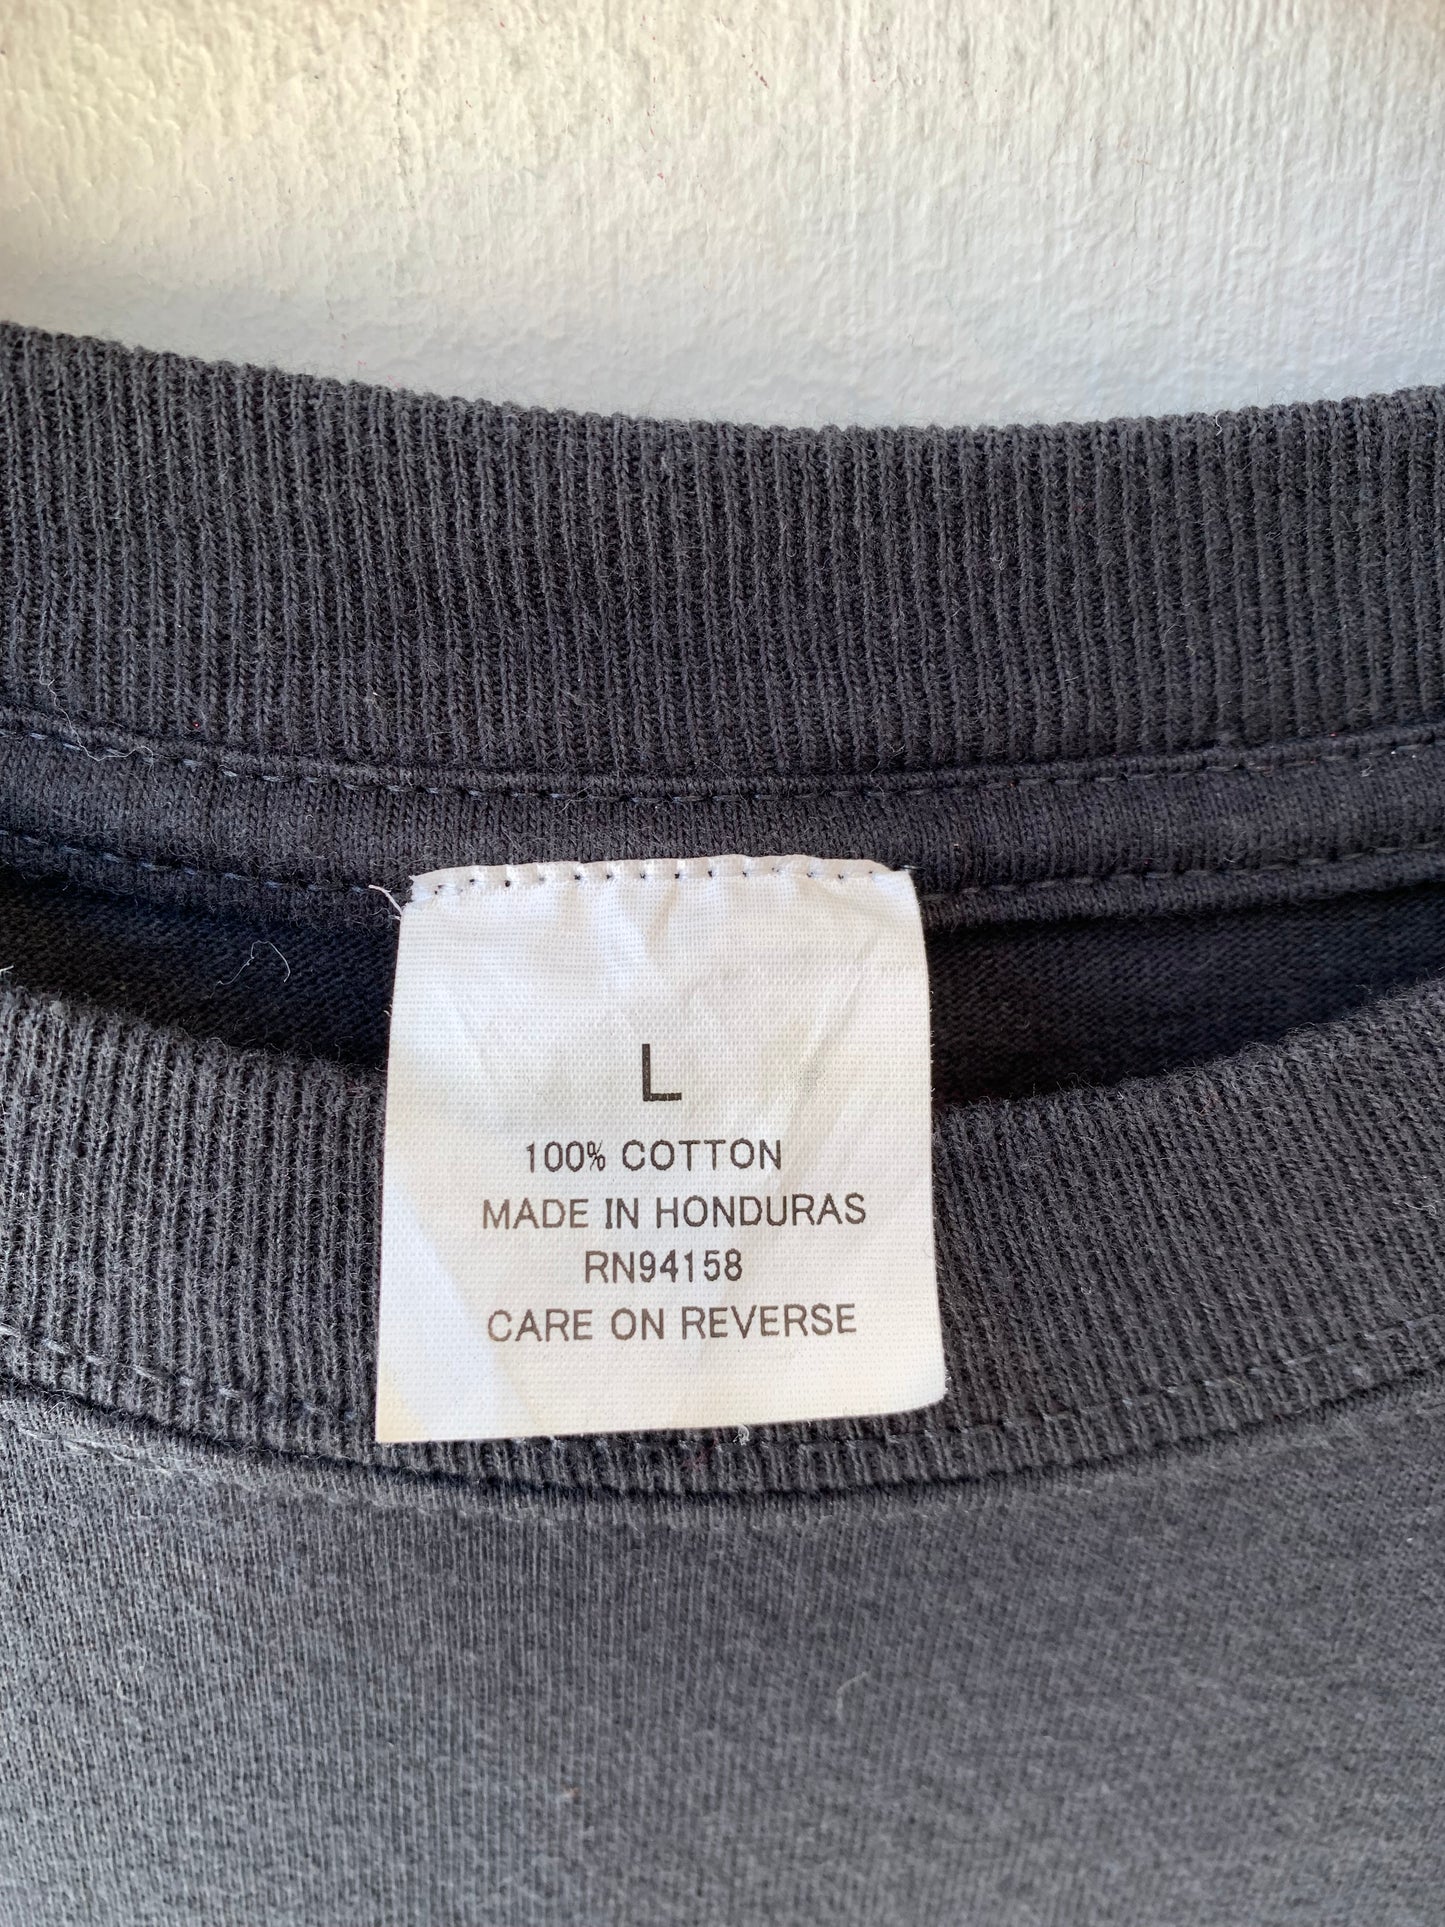 L
100% COTTON
MADE IN HONDURAS
RN94158
CARE ON REVERSE